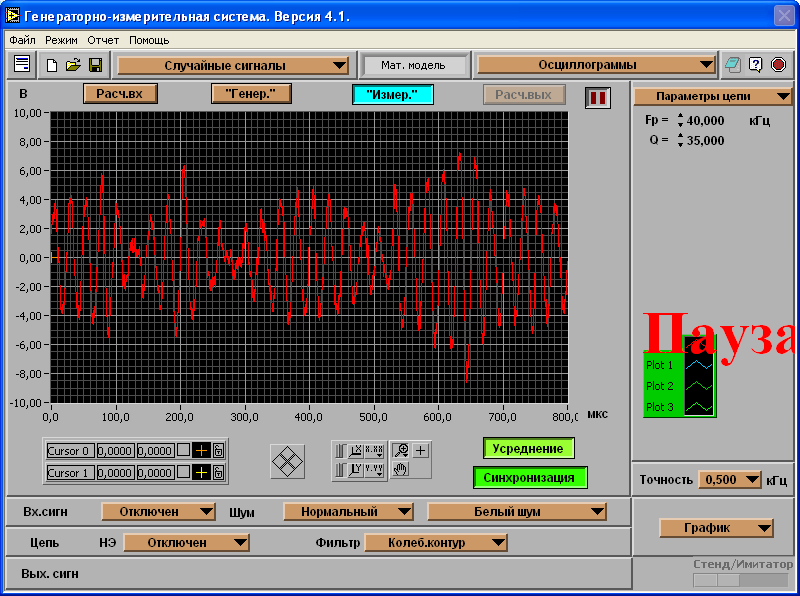 Генераторно-измерительная система. Версия 4.1.
Файл Режим Отчет Помощь
Случайные сигналы Мат. модель Осциллограммы
В Расч.вх "Генер." "Измер." Расч.вых
Параметры цепи
Fp = 40,000 кГц
Q = 35,000
10,00
8,00
6,00
4,00
2,00
0,00
-2,00
-4,00
-6,00
-8,00
-10,00
0,0 100,0 200,0 300,0 400,0 500,0 600,0 700,0 800,0 мкс
Пауза
Plot 1
Plot 2
Plot 3
Cursor 0 0,0000 0,0000
Cursor 1 0,0000 0,0000
X X.XX
Y Y.YY
Усреднение
Синхронизация
Точность 0,500 кГц
Вх.сигн Отключен Шум Нормальный Белый шум
График
Цепь НЭ Отключен Фильтр Колеб.контур
Стенд/Имитатор
Вых. сигн